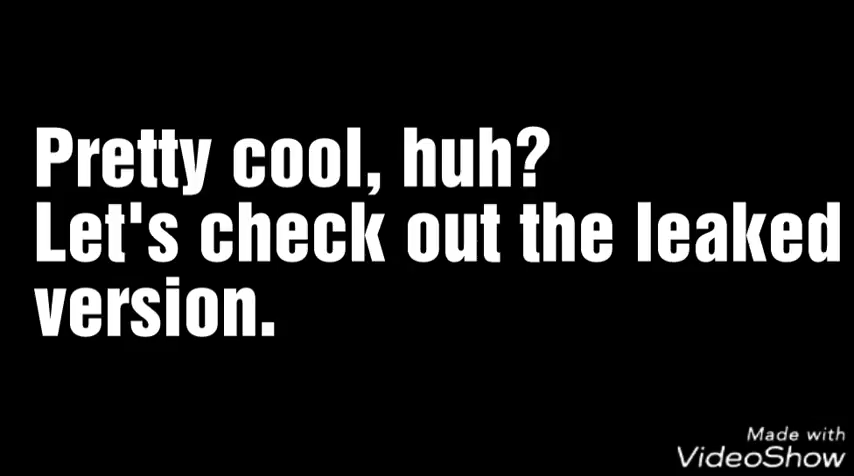 Pretty cool, huh?
Let's check out the leaked
version.
Made with
VideoShow